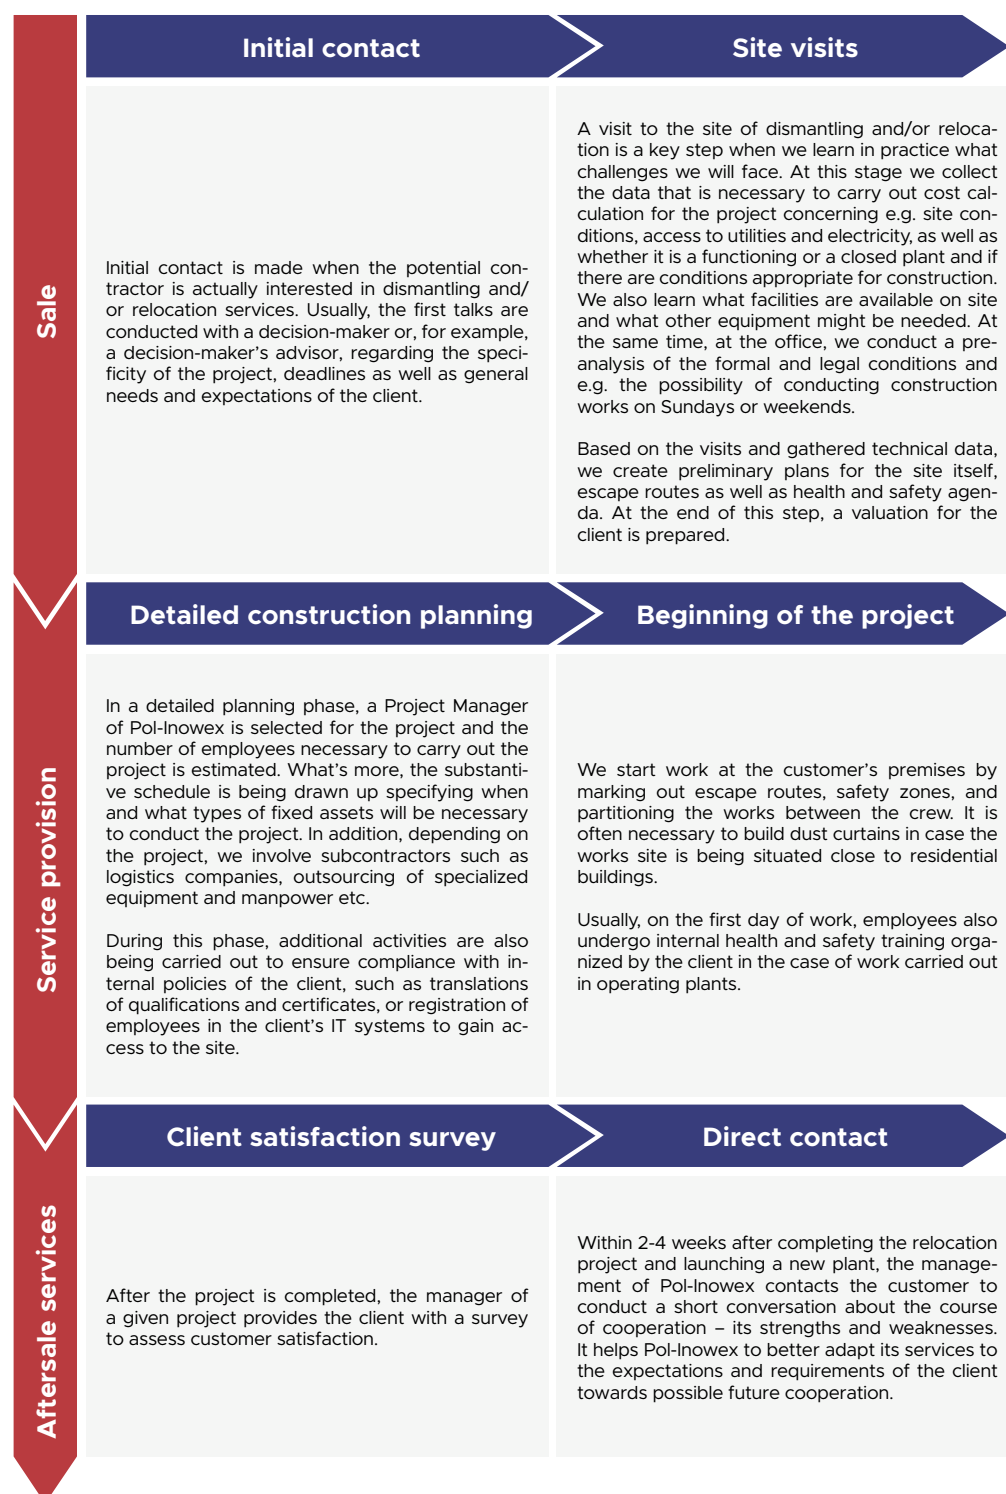 Sale
Initial contact
Initial contact is made when the potential con-
tractor is actually interested in dismantling and/
or relocation services. Usually, the first talks are
conducted with a decision-maker or, for example,
a decision-maker's advisor, regarding the speci-
ficity of the project, deadlines as well as general
needs and expectations of the client.
Site visits
A visit to the site of dismantling and/or reloca-
tion is a key step when we learn in practice what
challenges we will face. At this stage we collect
the data that is necessary to carry out cost cal-
culation for the project concerning e.g. site con-
ditions, access to utilities and electricity, as well as
whether it is a functioning or a closed plant and if
there are conditions appropriate for construction.
We also learn what facilities are available on site
and what other equipment might be needed. At
the same time, at the office, we conduct a pre-
analysis of the formal and legal conditions and
e.g. the possibility of conducting construction
works on Sundays or weekends.
Based on the visits and gathered technical data,
we create preliminary plans for the site itself,
escape routes as well as health and safety agen-
da. At the end of this step, a valuation for the
client is prepared.
Service provision
Detailed construction planning
In a detailed planning phase, a Project Manager
of Pol-Inowex is selected for the project and the
number of employees necessary to carry out the
project is estimated. What's more, the substanti-
ve schedule is being drawn up specifying when
and what types of fixed assets will be necessary
to conduct the project. In addition, depending on
the project, we involve subcontractors such as
logistics companies, outsourcing of specialized
equipment and manpower etc.
During this phase, additional activities are also
being carried out to ensure compliance with in-
ternal policies of the client, such as translations
of qualifications and certificates, or registration of
employees in the client's IT systems to gain ac-
cess to the site.
Beginning of the project
We start work at the customer's premises by
marking out escape routes, safety zones, and
partitioning the works between the crew. It is
often necessary to build dust curtains in case the
works site is being situated close to residential
buildings.
Usually, on the first day of work, employees also
undergo internal health and safety training orga-
nized by the client in the case of work carried out
in operating plants.
Aftersale services
Client satisfaction survey
After the project is completed, the manager of
a given project provides the client with a survey
to assess customer satisfaction.
Direct contact
Within 2-4 weeks after completing the relocation
project and launching a new plant, the manage-
ment of Pol-Inowex contacts the customer to
conduct a short conversation about the course
of cooperation – its strengths and weaknesses.
It helps Pol-Inowex to better adapt its services to
the expectations and requirements of the client
towards possible future cooperation.